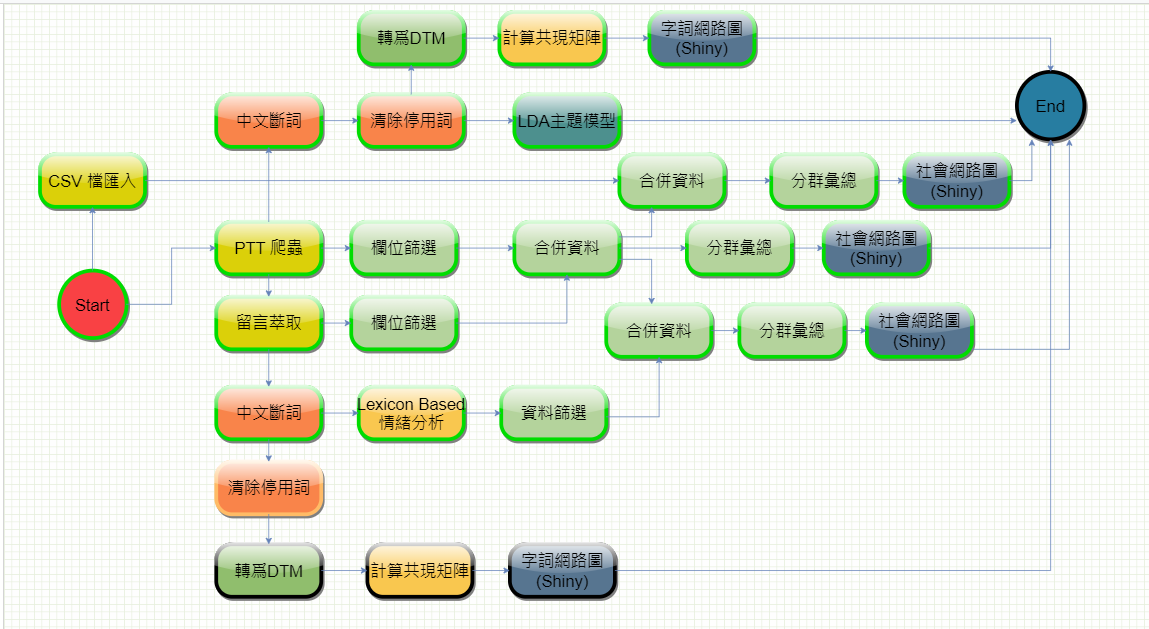 轉爲DTM
計算共現矩陣
字詞網路圖
(Shiny)
中文斷詞
清除停用詞
LDA主題模型
End
CSV 檔匯入
合併資料
分群彙總
社會網路圖
(Shiny)
PTT 爬蟲
欄位篩選
合併資料
分群彙總
社會網路圖
(Shiny)
Start
留言萃取
欄位篩選
合併資料
分群彙總
社會網路圖
(Shiny)
中文斷詞
Lexicon Based
情緒分析
資料篩選
清除停用詞
轉爲DTM
計算共現矩陣
字詞網路圖
(Shiny)